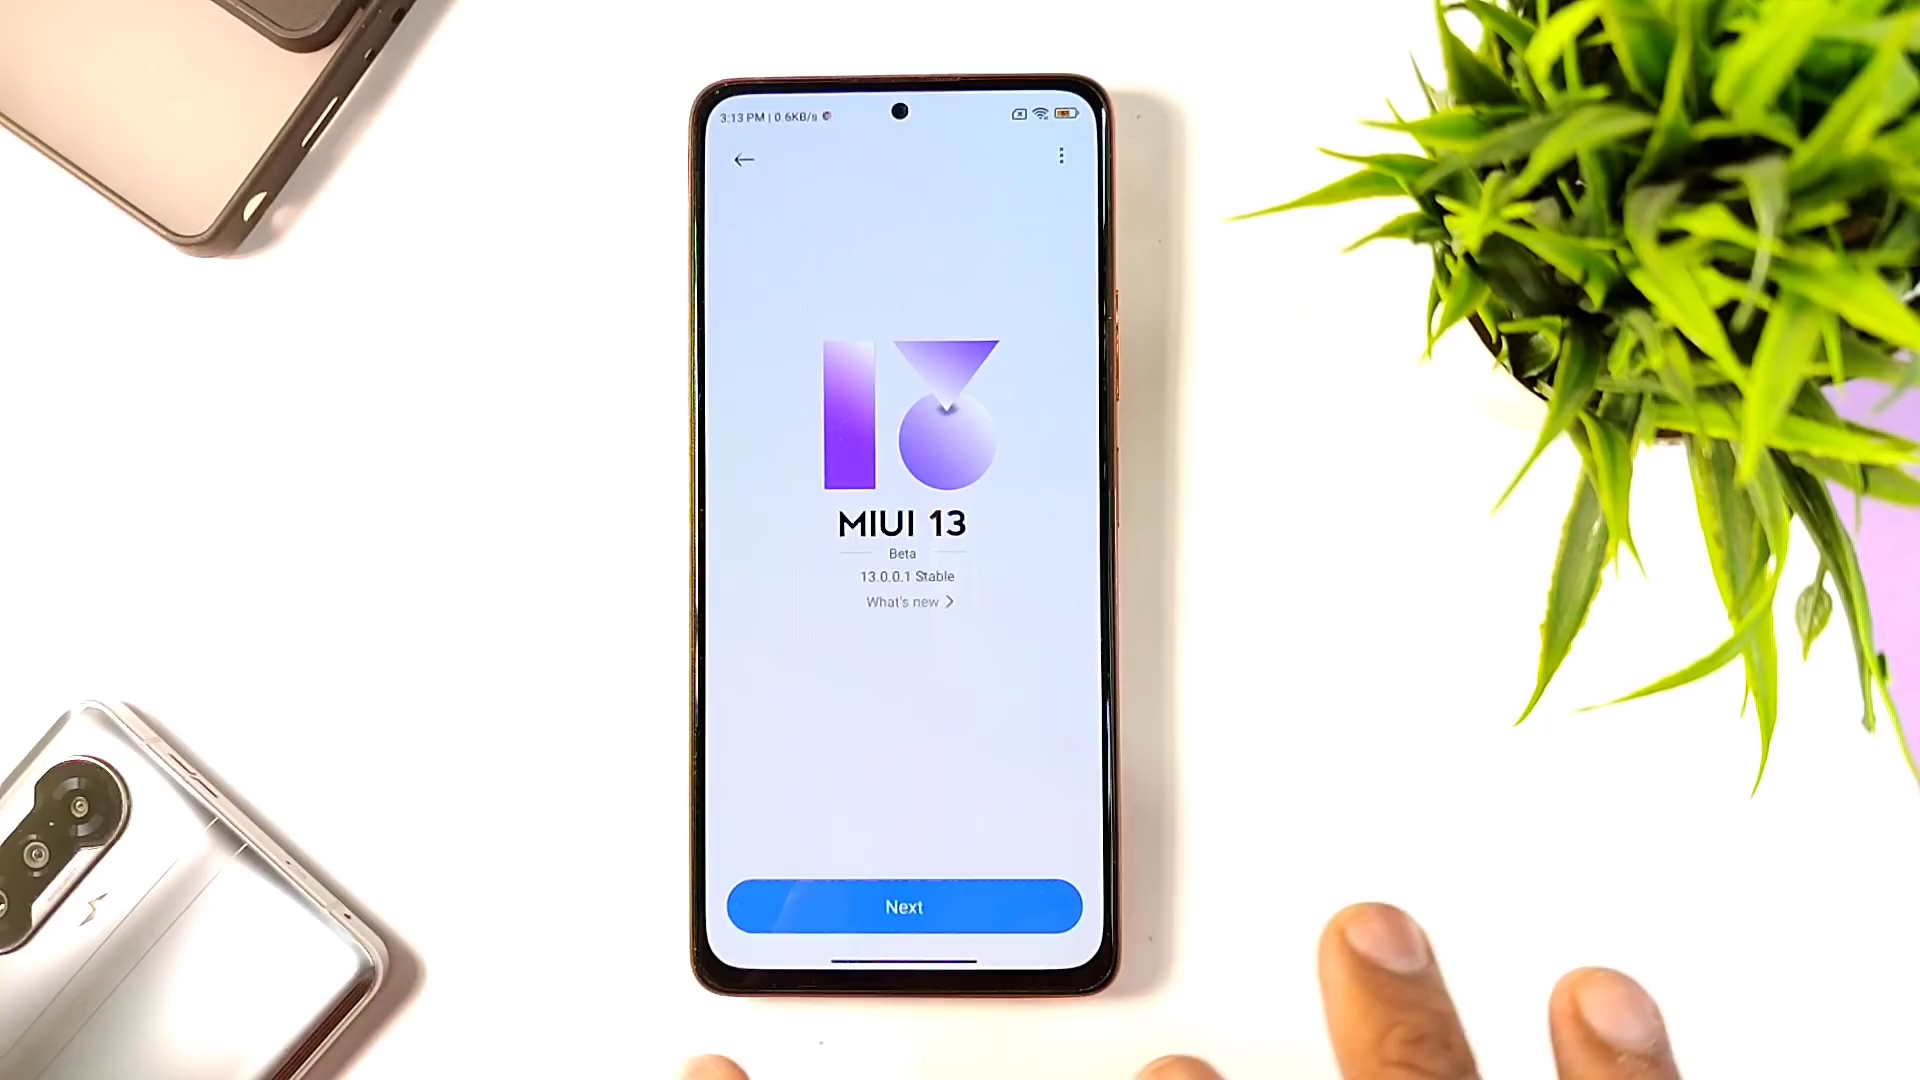 3:13 PM | 0.6KB/s
MIUI 13
Beta
13.0.0.1 Stable
What's new >
Next